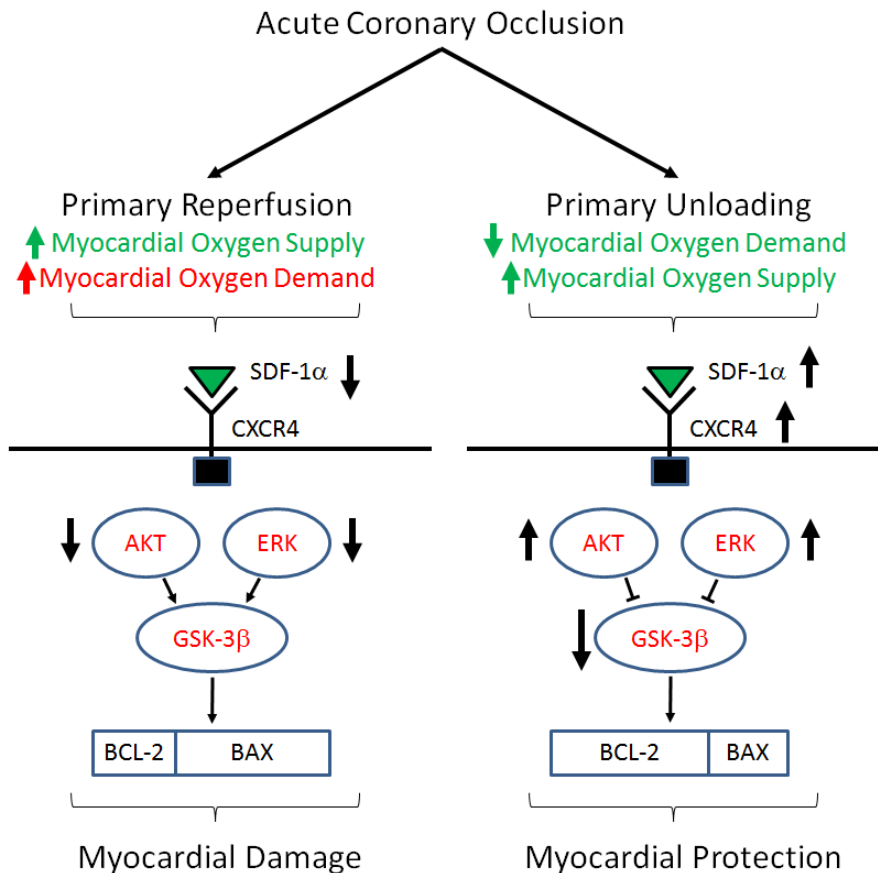 Acute Coronary Occlusion
Primary Reperfusion
Myocardial Oxygen Supply
Myocardial Oxygen Demand
SDF-1α
CXCR4
AKT
ERK
GSK-3β
BCL-2
BAX
Myocardial Damage
Primary Unloading
Myocardial Oxygen Demand
Myocardial Oxygen Supply
SDF-1α
CXCR4
AKT
ERK
GSK-3β
BCL-2
BAX
Myocardial Protection